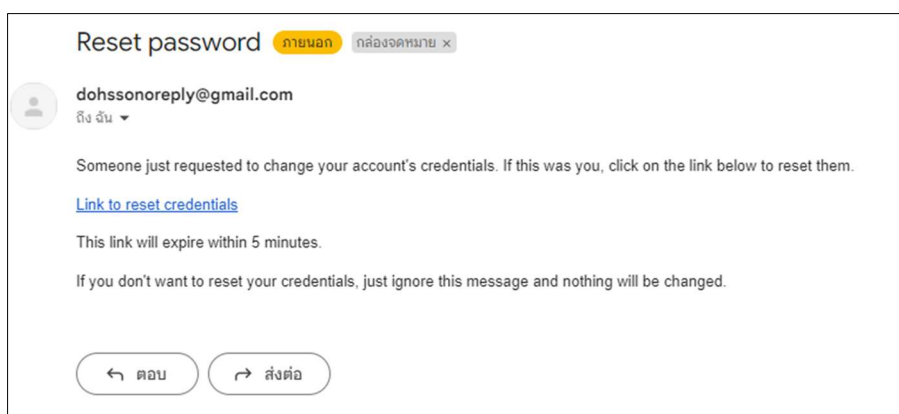 Reset password ภายนอก กล่องจดหมาย ×
dohssonoreply@gmail.com
ถึง ฉัน
Someone just requested to change your account's credentials. If this was you, click on the link below to reset them.
Link to reset credentials
This link will expire within 5 minutes.
If you don't want to reset your credentials, just ignore this message and nothing will be changed.
ตอบ ส่งต่อ